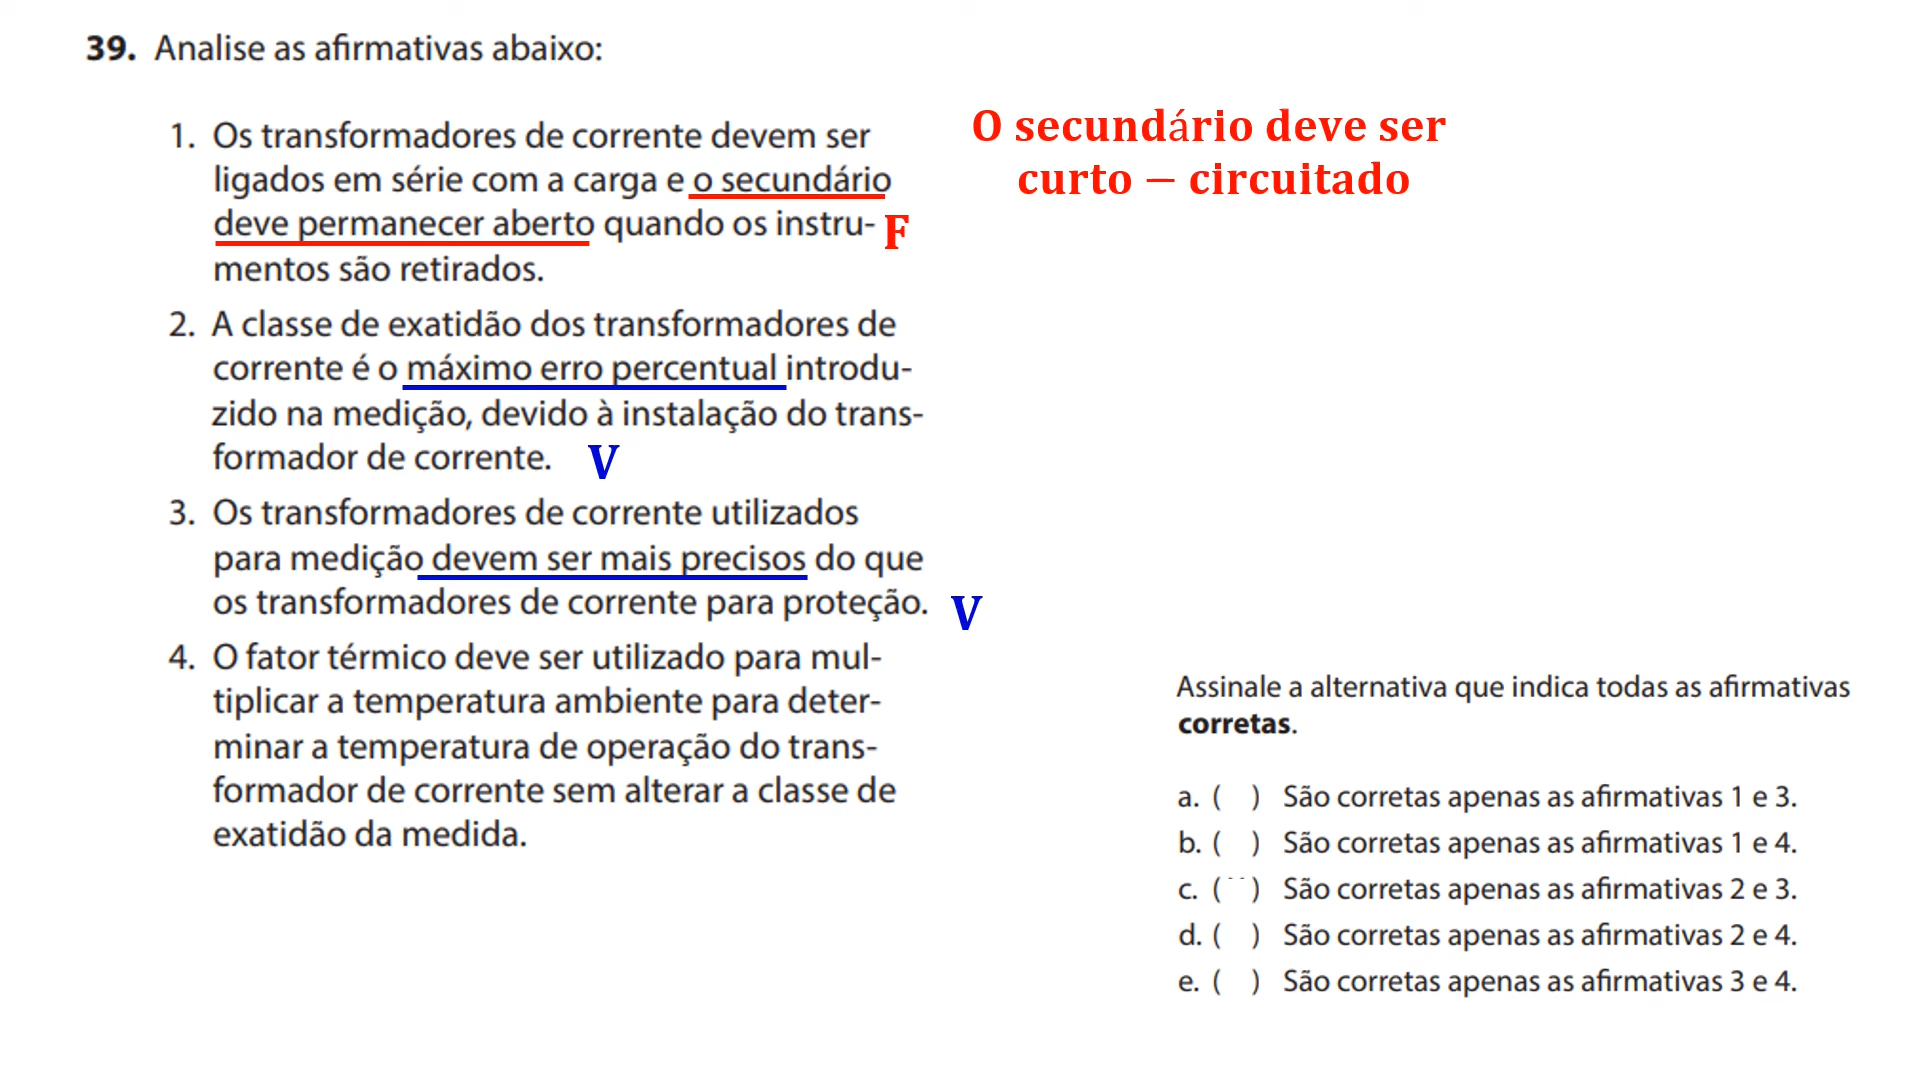 39. Analise as afirmativas abaixo:
1. Os transformadores de corrente devem ser
ligados em série com a carga e o secundário
deve permanecer aberto quando os instru-
mentos são retirados.
F
O secundário deve ser
curto – circuitado
2. A classe de exatidão dos transformadores de
corrente é o máximo erro percentual introdu-
zido na medição, devido à instalação do trans-
formador de corrente. V
3. Os transformadores de corrente utilizados
para medição devem ser mais precisos do que
os transformadores de corrente para proteção. V
4. O fator térmico deve ser utilizado para mul-
tiplicar a temperatura ambiente para deter-
minar a temperatura de operação do trans-
formador de corrente sem alterar a classe de
exatidão da medida.
Assinale a alternativa que indica todas as afirmativas
corretas.
a. ( ) São corretas apenas as afirmativas 1 e 3.
b. ( ) São corretas apenas as afirmativas 1 e 4.
c. ( ) São corretas apenas as afirmativas 2 e 3.
d. ( ) São corretas apenas as afirmativas 2 e 4.
e. ( ) São corretas apenas as afirmativas 3 e 4.